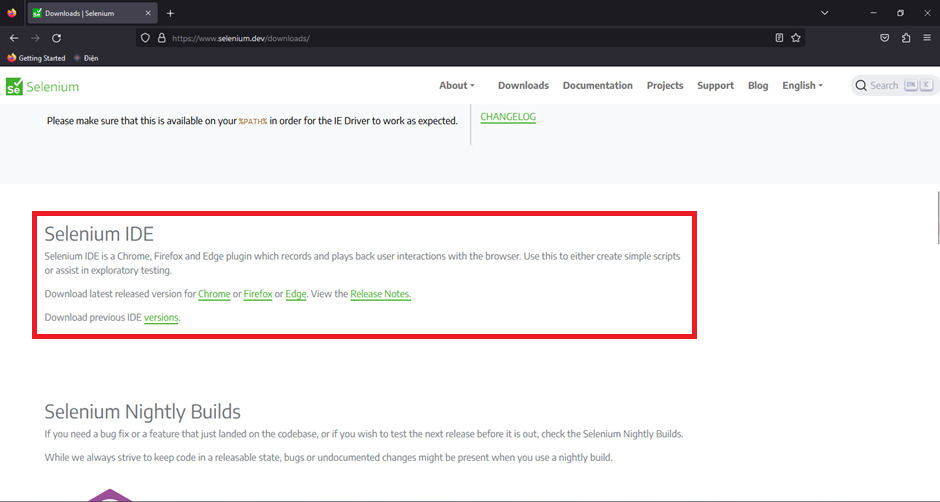 Downloads | Selenium
https://www.selenium.dev/downloads/
Getting Started Điện
Se Selenium About Downloads Documentation Projects Support Blog English Search CTRL K
Please make sure that this is available on your %PATH% in order for the IE Driver to work as expected.
CHANGELOG
Selenium IDE
Selenium IDE is a Chrome, Firefox and Edge plugin which records and plays back user interactions with the browser. Use this to either create simple scripts
or assist in exploratory testing.
Download latest released version for Chrome or Firefox or Edge. View the Release Notes.
Download previous IDE versions.
Selenium Nightly Builds
If you need a bug fix or a feature that just landed on the codebase, or if you wish to test the next release before it is out, check the Selenium Nightly Builds.
While we always strive to keep code in a releasable state, bugs or undocumented changes might be present when you use a nightly build.